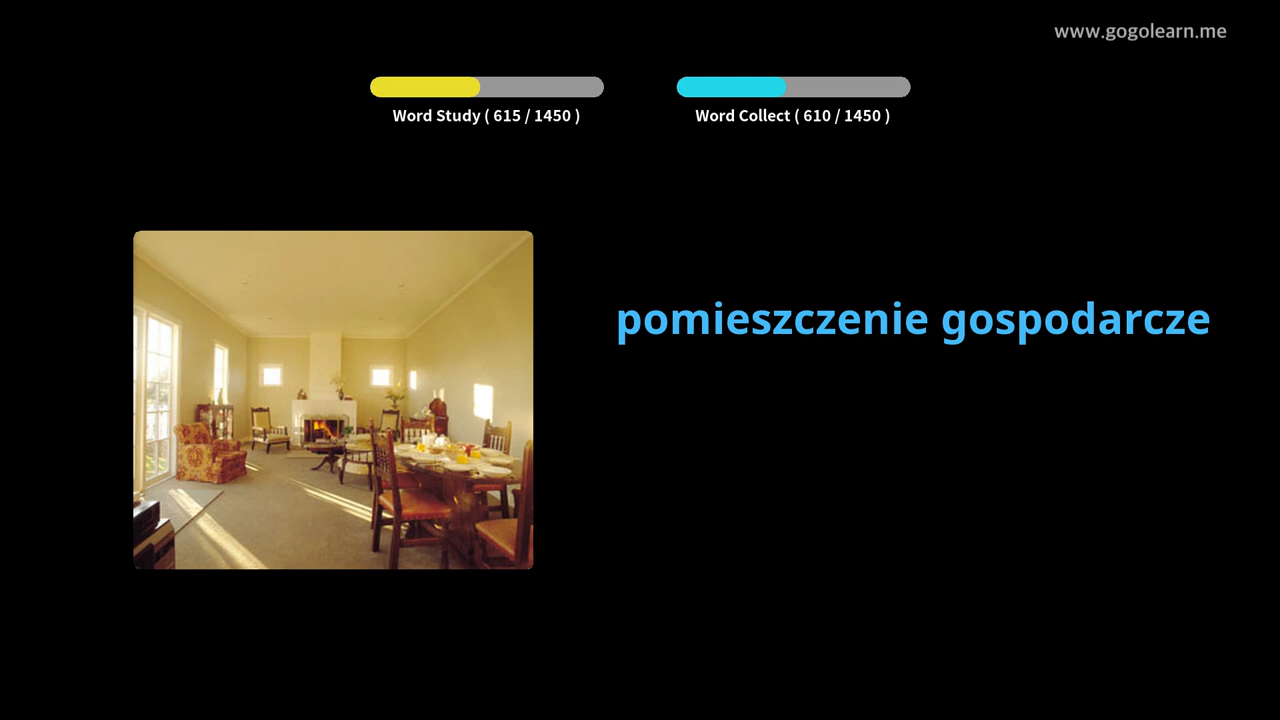 www.gogolearn.me
Word Study ( 615 / 1450 )
Word Collect ( 610 / 1450 )
pomieszczenie gospodarcze